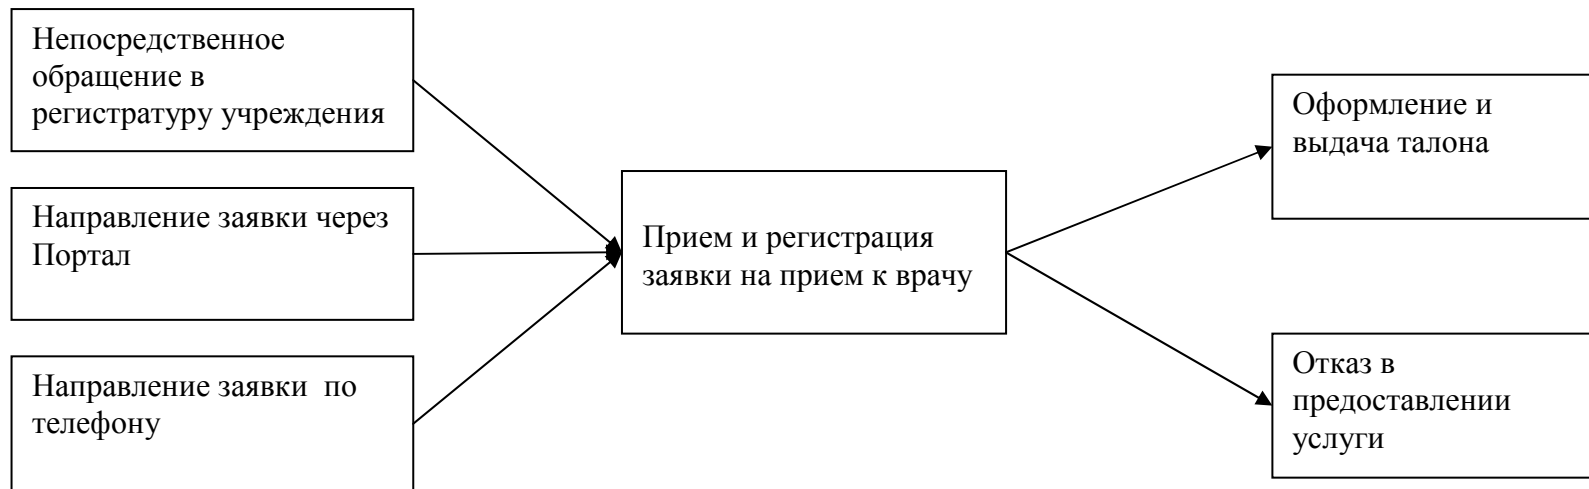 Непосредственное
обращение в
регистратуру учреждения
Направление заявки через
Портал
Направление заявки по
телефону
Прием и регистрация
заявки на прием к врачу
Оформление и
выдача талона
Отказ в
предоставлении
услуги